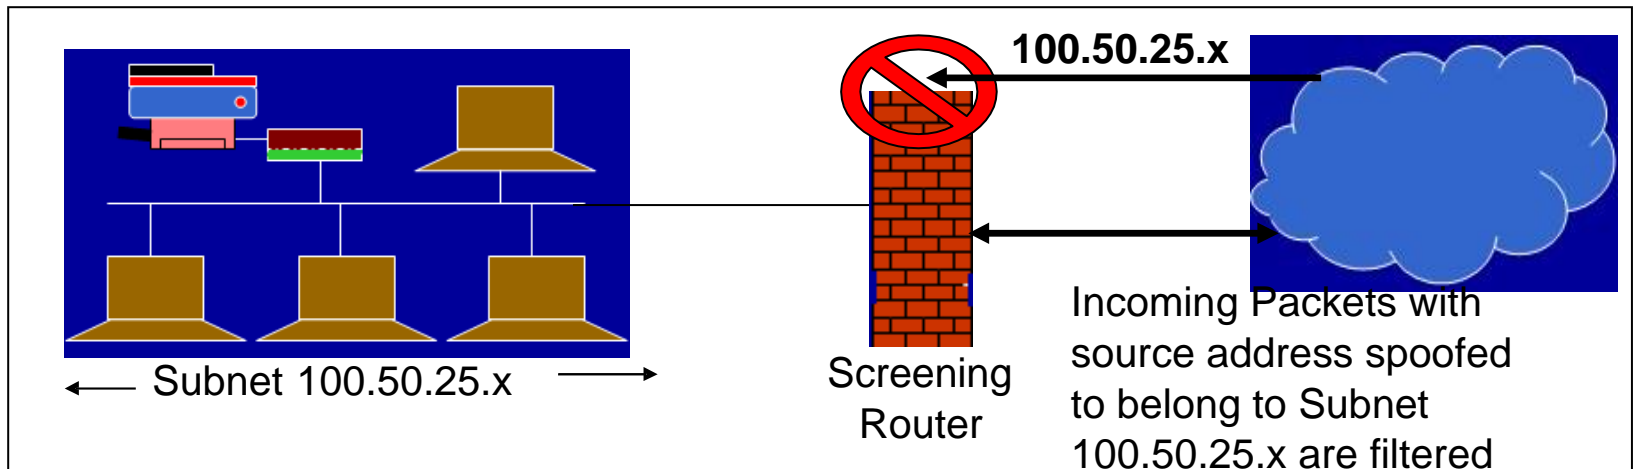 100.50.25.x
Subnet 100.50.25.x
Screening
Router
Incoming Packets with
source address spoofed
to belong to Subnet
100.50.25.x are filtered